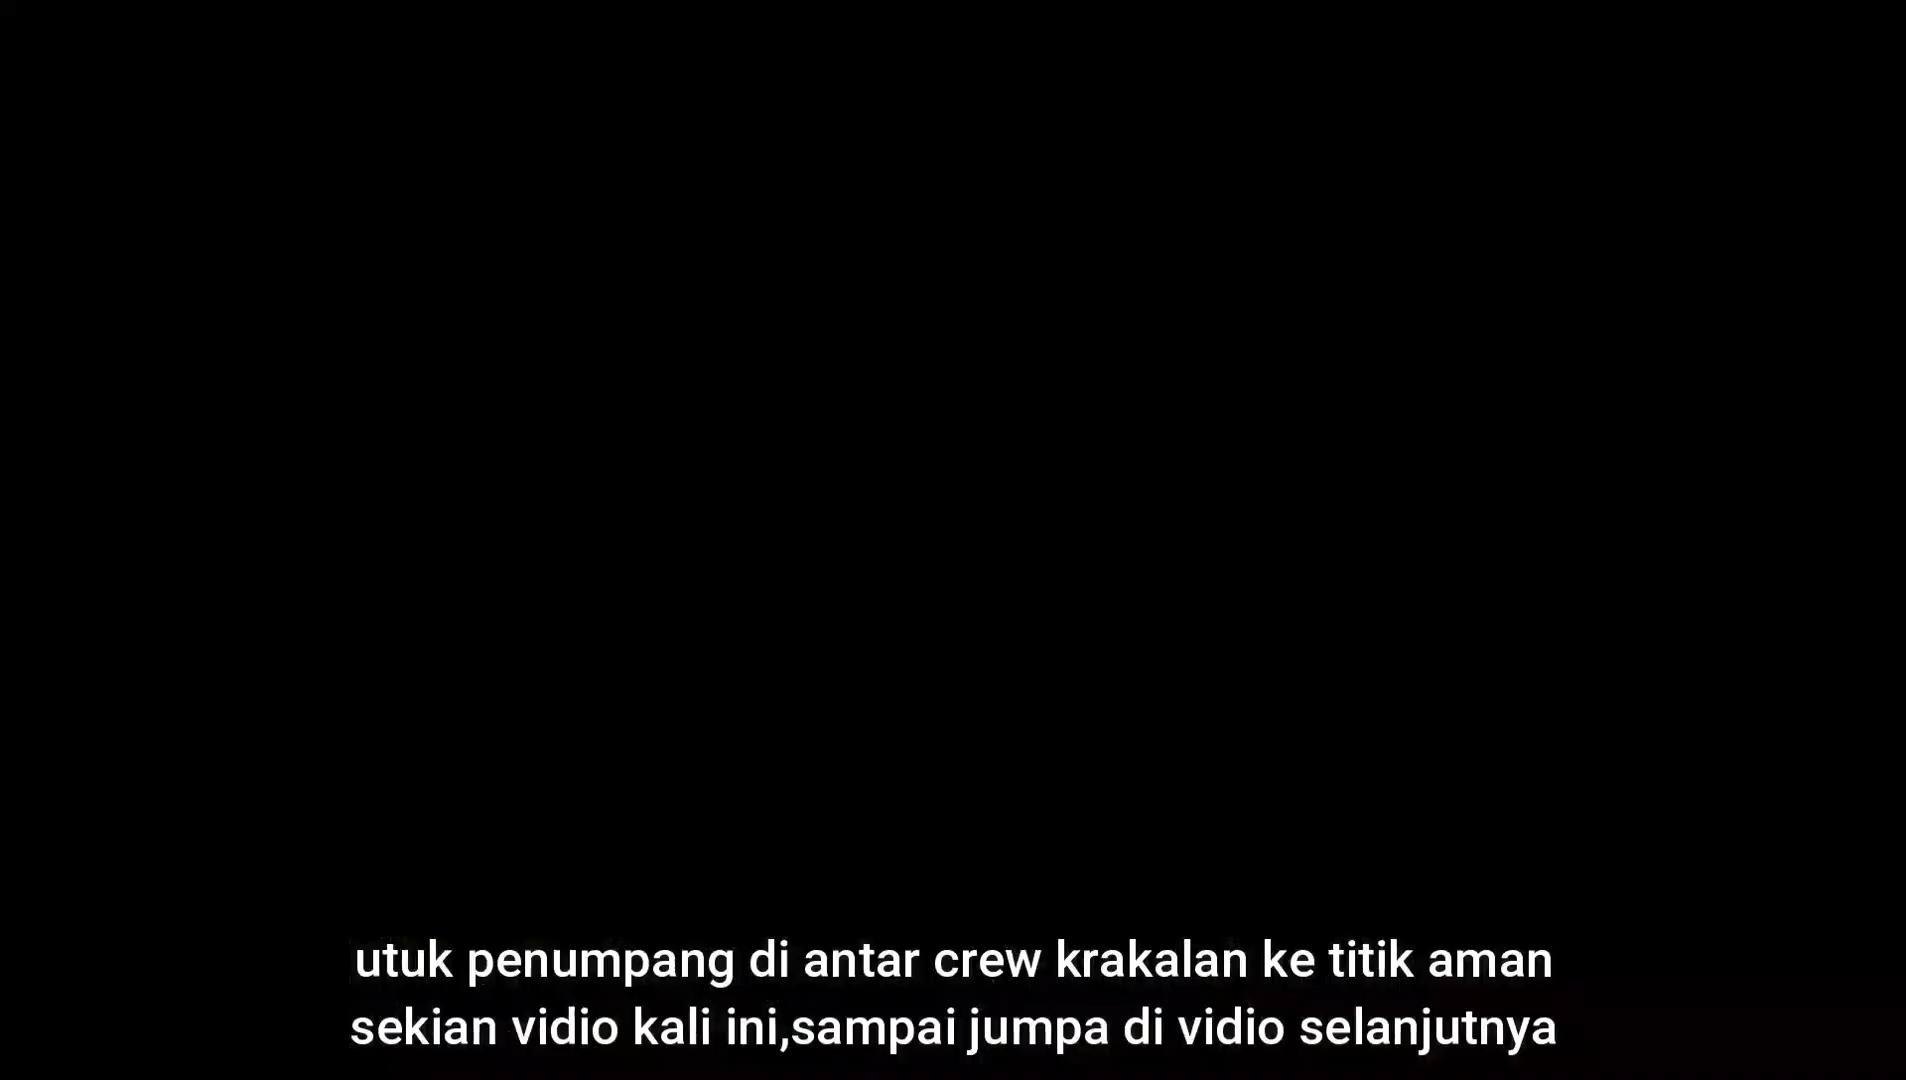 utuk penumpang di antar crew krakalan ke titik aman
sekian vidio kali ini,sampai jumpa di vidio selanjutnya